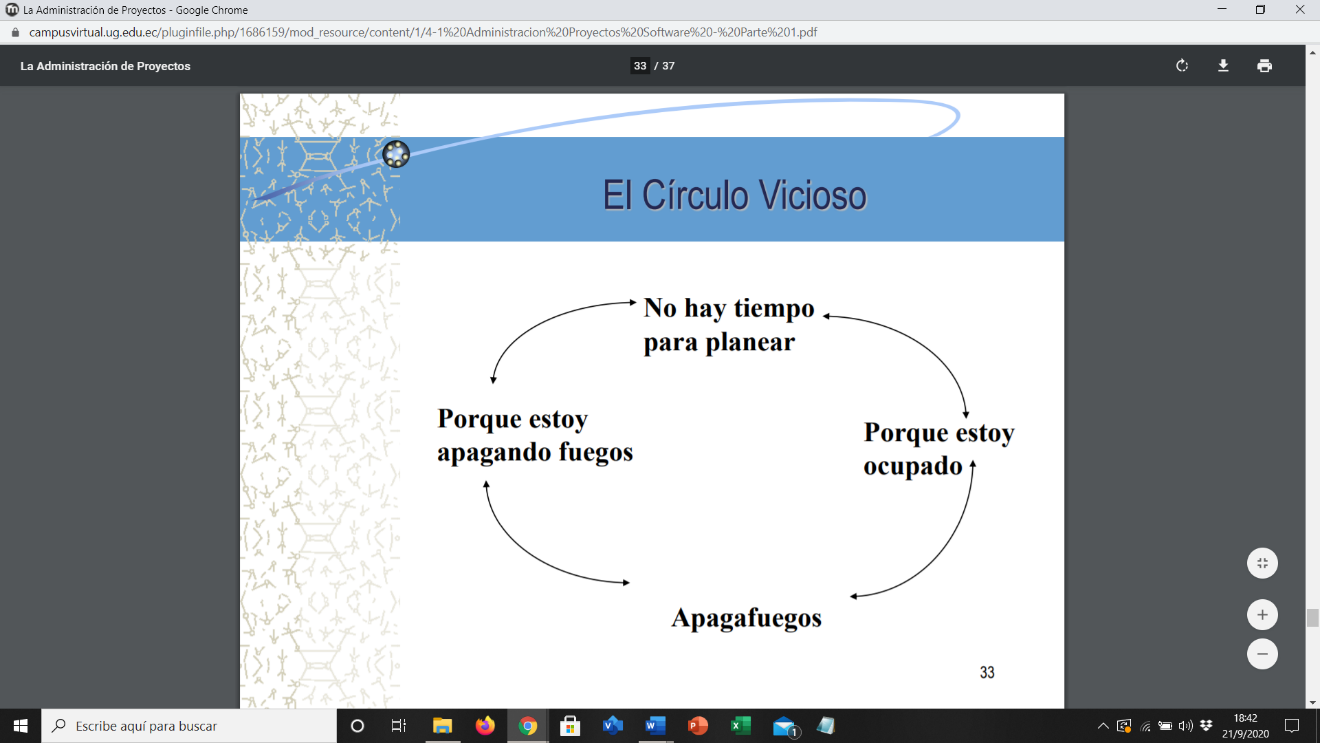 La Administración de Proyectos - Google Chrome
campusvirtual.ug.edu.ec/pluginfile.php/1686159/mod_resource/content/1/4-1%20Administracion%20Proyectos%20Software%20-%20Parte%201.pdf
La Administración de Proyectos
33 / 37
El Círculo Vicioso
No hay tiempo
para planear
Porque estoy
apagando fuegos
Porque estoy
ocupado
Apagafuegos
33
Escribe aquí para buscar
1
18:42
21/9/2020